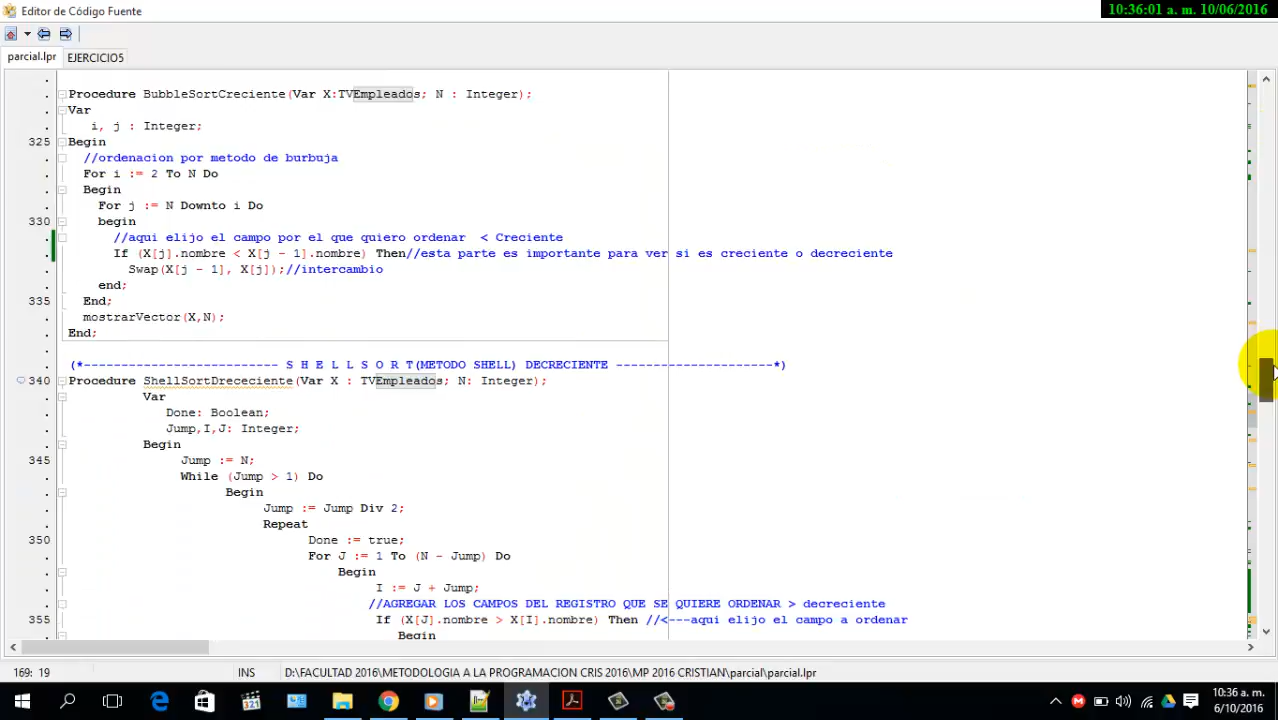 Editor de Código Fuente
10:36:01 a. m. 10/06/2016
parcial.lpr EJERCICIO5
Procedure BubbleSortCreciente(Var X:TVEmpleados; N : Integer);
Var
i, j : Integer;
325 Begin
//ordenacion por metodo de burbuja
For i := 2 To N Do
Begin
For j := N Downto i Do
330 begin
//aqui elijo el campo por el que quiero ordenar < Creciente
If (X[j].nombre < X[j - 1].nombre) Then//esta parte es importante para ver si es creciente o decreciente
Swap(X[j - 1], X[j]);//intercambio
end;
335 End;
mostrarVector(X,N);
End;
(*-------------------------- S H E L L S O R T(METODO SHELL) DECRECIENTE ---------------------*)
340 Procedure ShellSortDrececiente(Var X : TVEmpleados; N: Integer);
Var
Done: Boolean;
Jump,I,J: Integer;
Begin
345 Jump := N;
While (Jump > 1) Do
Begin
Jump := Jump Div 2;
Repeat
350 Done := true;
For J := 1 To (N - Jump) Do
Begin
I := J + Jump;
//AGREGAR LOS CAMPOS DEL REGISTRO QUE SE QUIERE ORDENAR > decreciente
355 If (X[J].nombre > X[I].nombre) Then //<---aqui elijo el campo a ordenar
Begin
169: 19 INS D:\FACULTAD 2016\METODOLOGIA A LA PROGRAMACION CRIS 2016\MP 2016 CRISTIAN\parcial\parcial.lpr
10:36 a. m.
6/10/2016